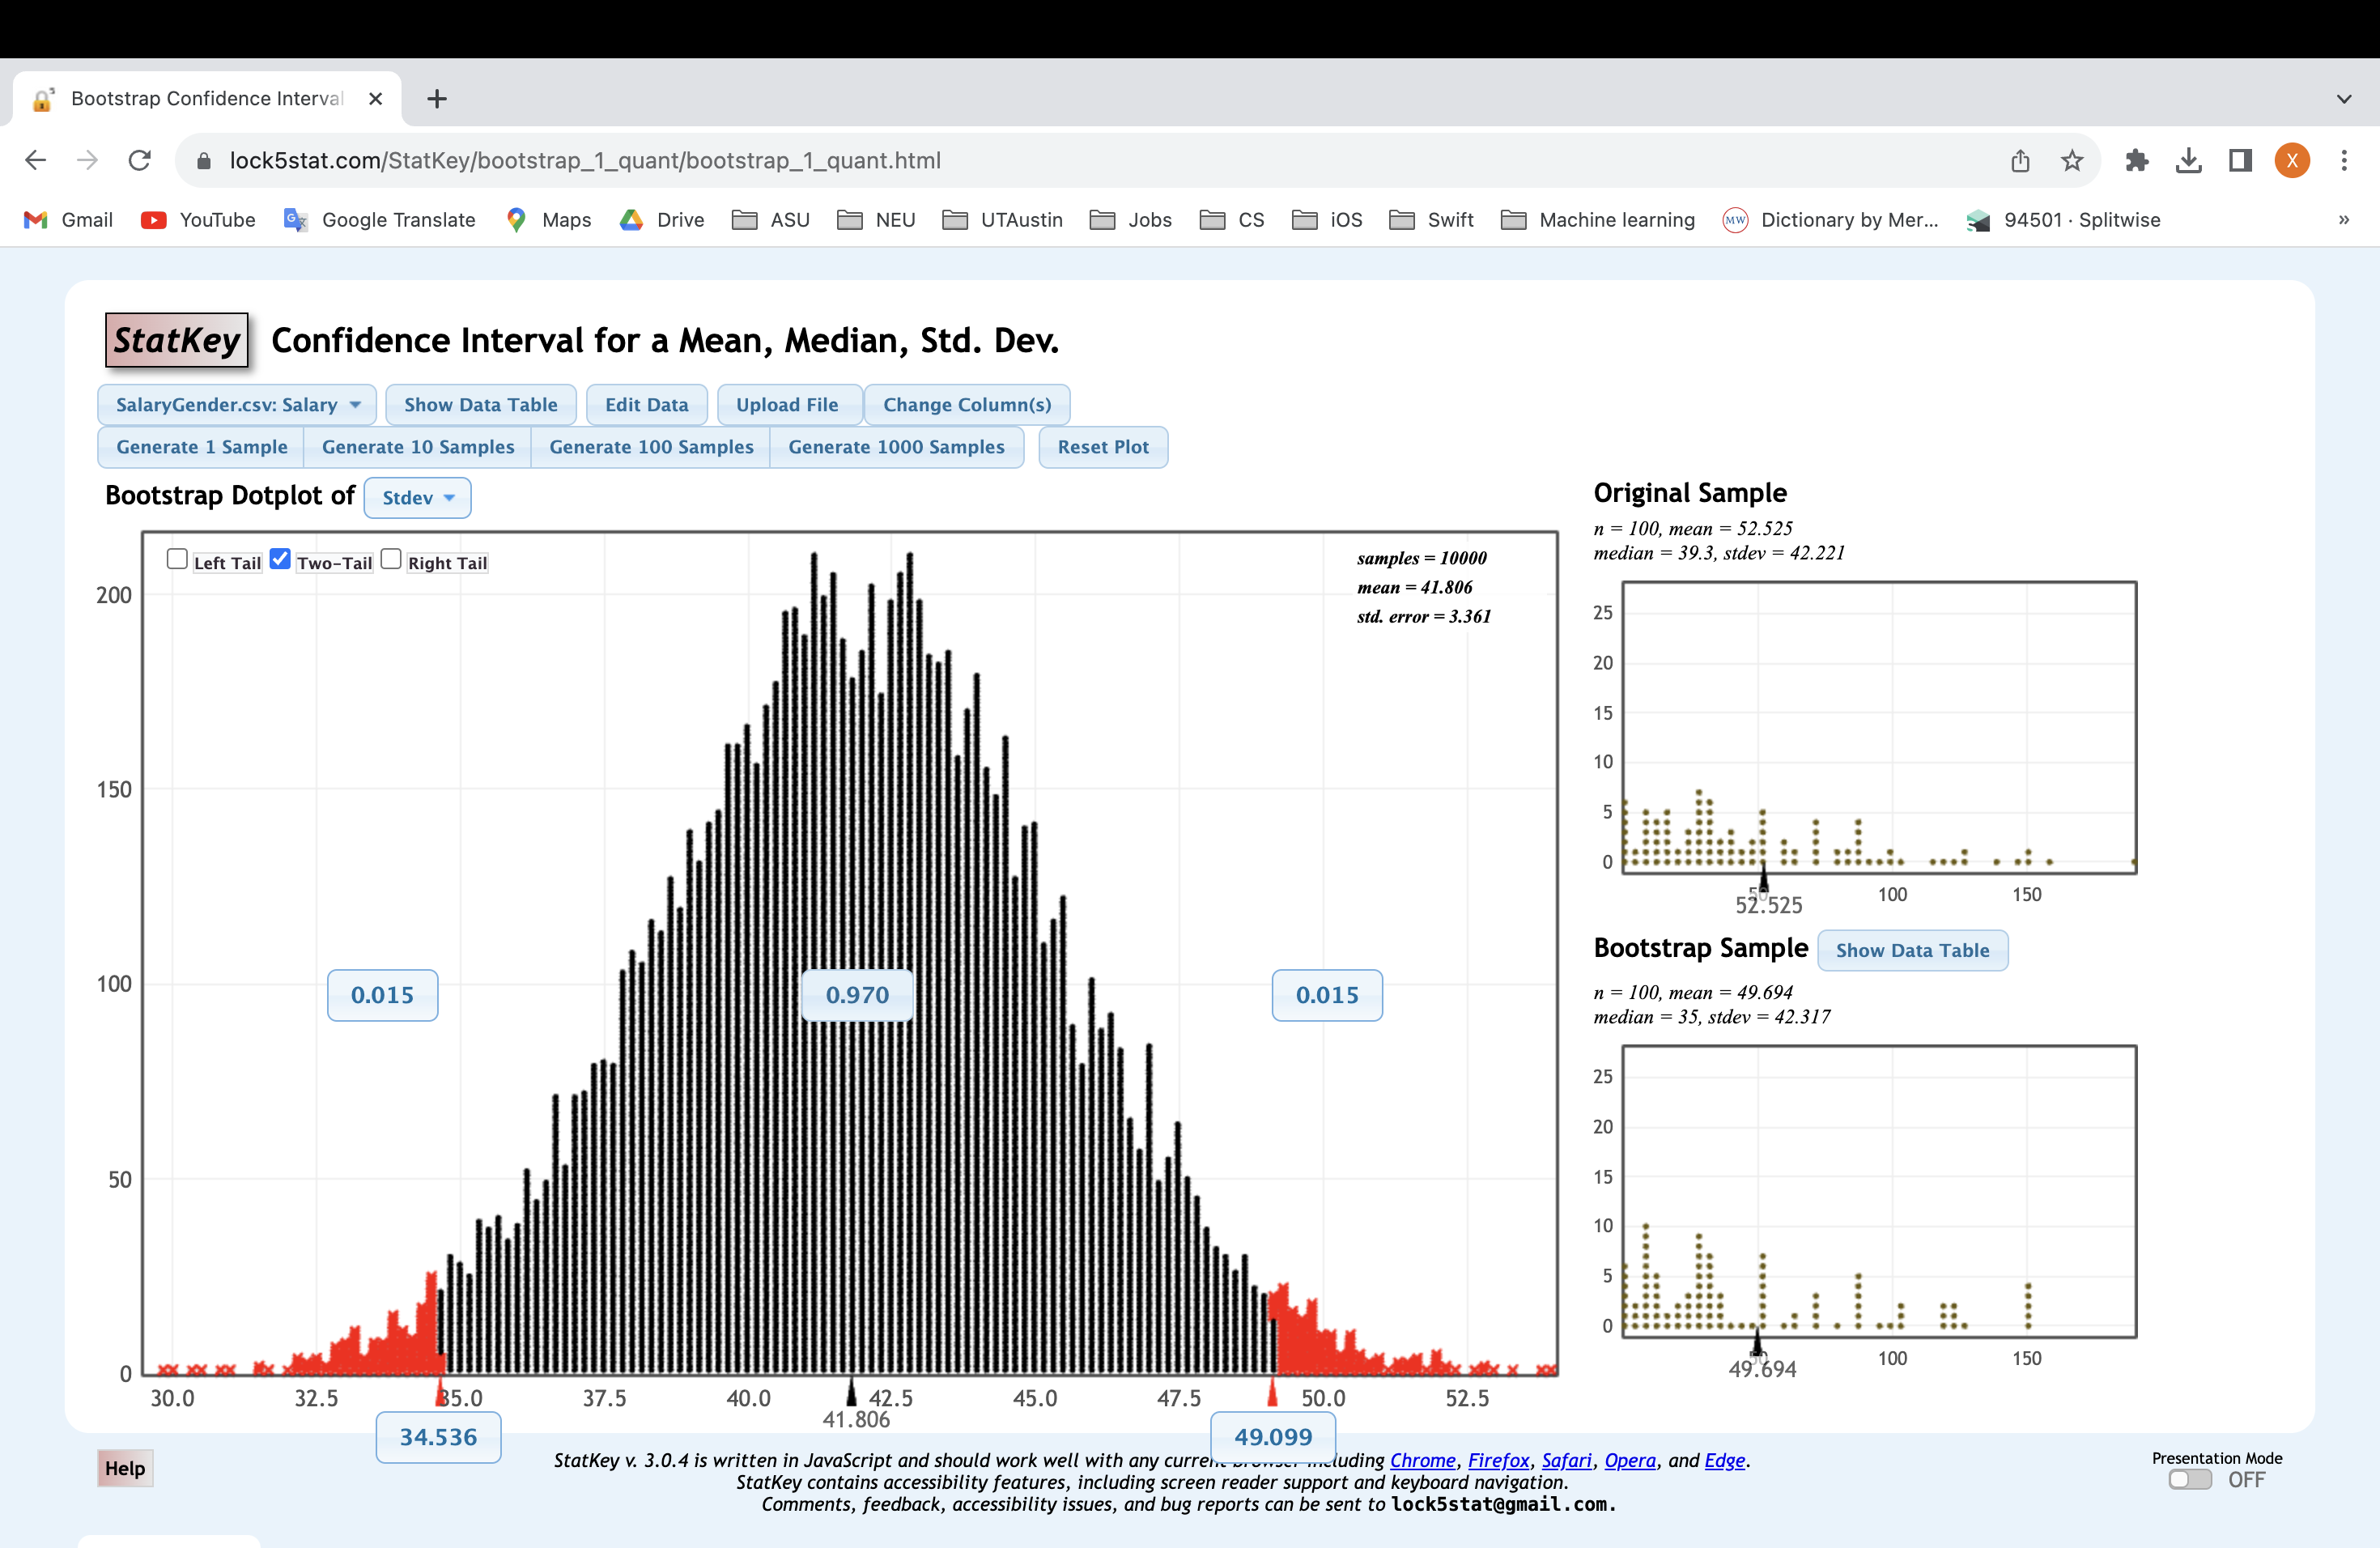 Bootstrap Confidence Interval
lock5stat.com/StatKey/bootstrap_1_quant/bootstrap_1_quant.html
X
Gmail YouTube Google Translate Maps Drive ASU NEU UTAustin Jobs CS iOS Swift Machine learning Dictionary by Mer... 94501 · Splitwise »
StatKey Confidence Interval for a Mean, Median, Std. Dev.
SalaryGender.csv: Salary Show Data Table Edit Data Upload File Change Column(s)
Generate 1 Sample Generate 10 Samples Generate 100 Samples Generate 1000 Samples Reset Plot
Bootstrap Dotplot of Stdev
Left Tail Two-Tail Right Tail
samples = 10000
mean = 41.806
std. error = 3.361
200
150
100
50
0
0.015 0.970 0.015
30.0 32.5 35.0 37.5 40.0 42.5 45.0 47.5 50.0 52.5
41.806
34.536 49.099
Original Sample
n = 100, mean = 52.525
median = 39.3, stdev = 42.221
25
20
15
10
5
0
50 100 150
52.525
Bootstrap Sample Show Data Table
n = 100, mean = 49.694
median = 35, stdev = 42.317
25
20
15
10
5
0
100 150
49.694
Help
StatKey v. 3.0.4 is written in JavaScript and should work well with any current browser including Chrome, Firefox, Safari, Opera, and Edge.
StatKey contains accessibility features, including screen reader support and keyboard navigation.
Comments, feedback, accessibility issues, and bug reports can be sent to lock5stat@gmail.com.
Presentation Mode
OFF